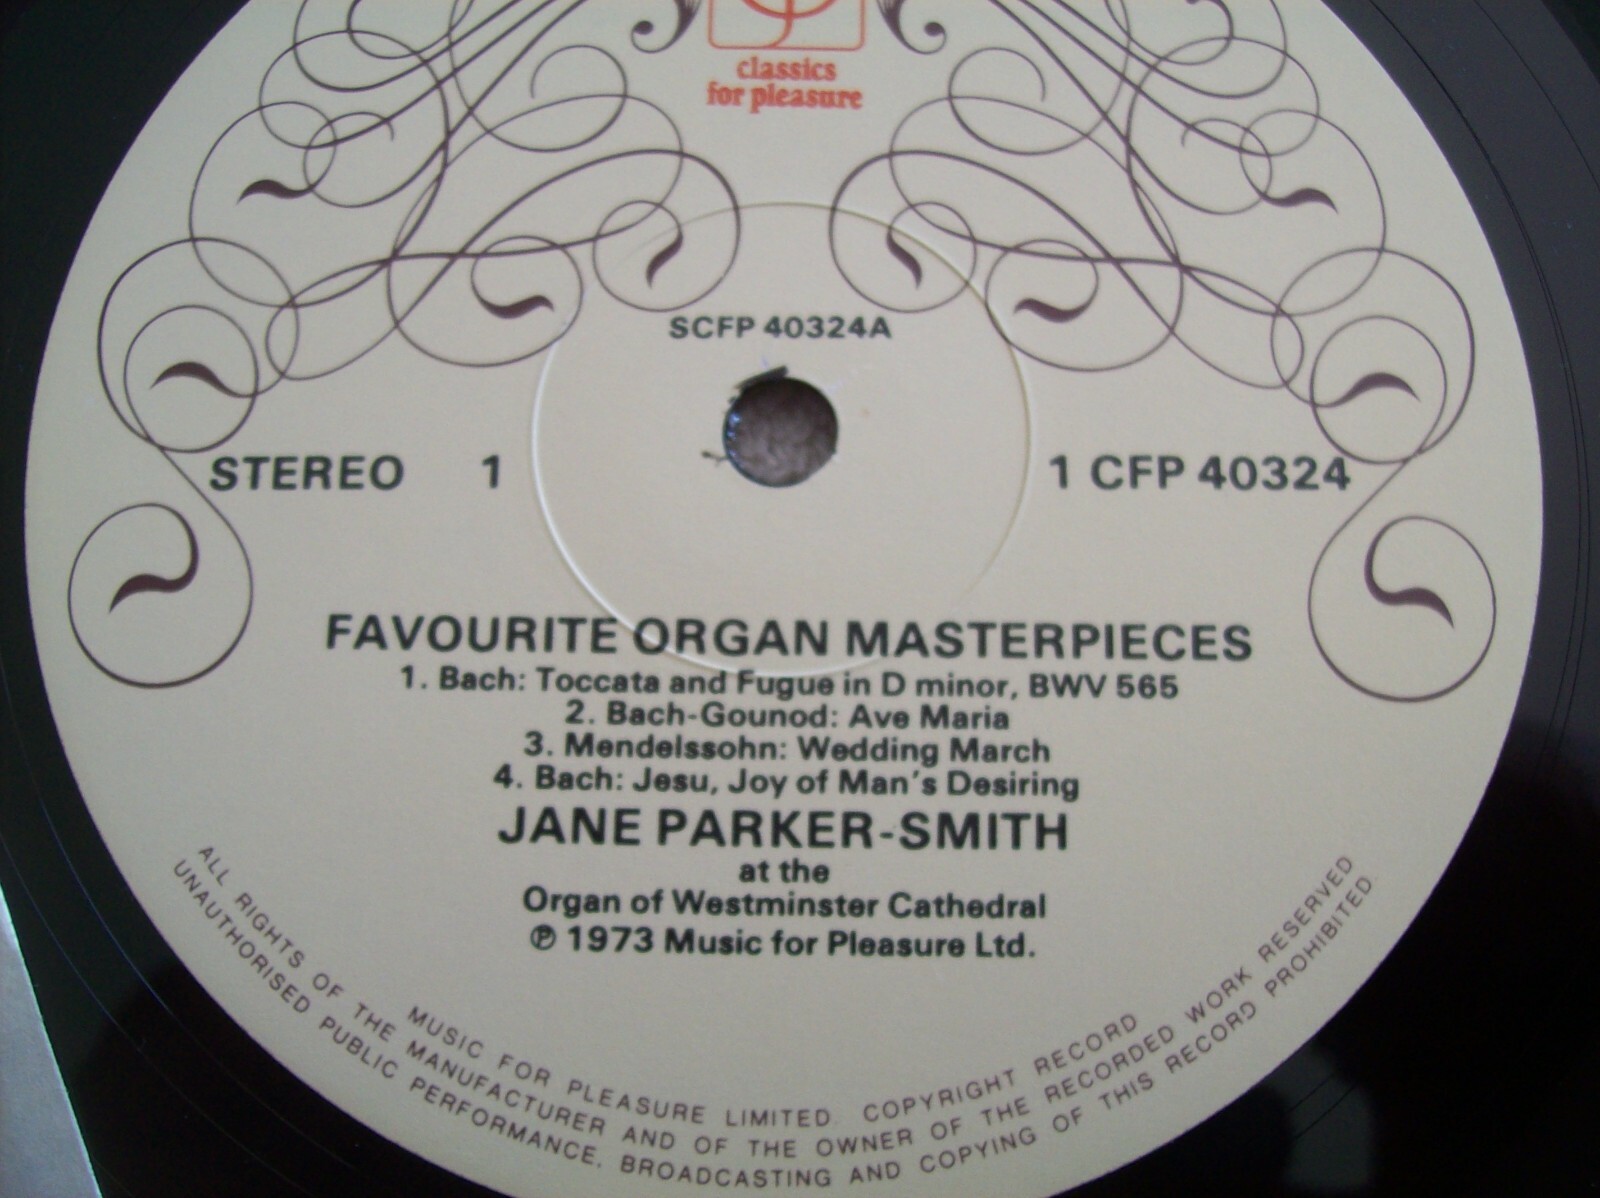 classics
for pleasure
SCFP 40324A
STEREO 1 1 CFP 40324
FAVOURITE ORGAN MASTERPIECES
1. Bach: Toccata and Fugue in D minor, BWV 565
2. Bach-Gounod: Ave Maria
3. Mendelssohn: Wedding March
4. Bach: Jesu, Joy of Man's Desiring
JANE PARKER-SMITH
at the
Organ of Westminster Cathedral
℗ 1973 Music for Pleasure Ltd.
MUSIC FOR PLEASURE LIMITED. COPYRIGHT RECORD
ALL RIGHTS OF THE MANUFACTURER AND OF THE OWNER OF THE RECORDED WORK RESERVED
UNAUTHORISED PUBLIC PERFORMANCE, BROADCASTING AND COPYING OF THIS RECORD PROHIBITED